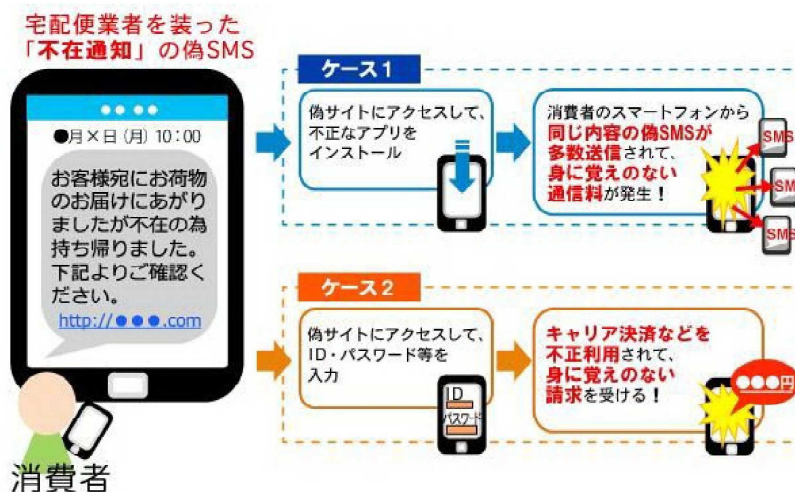 宅配便業者を装った
「不在通知」の偽SMS
●月×日(月)10:00
お客様宛にお荷物
のお届けにあがり
ましたが不在の為
持ち帰りました。
下記よりご確認く
ださい。
http://●●●.com
消費者
ケース1
偽サイトにアクセスして、
不正なアプリを
インストール
消費者のスマートフォンから
同じ内容の偽SMSが
多数送信されて、
身に覚えのない
通信料が発生!
SMS
SMS
SMS
ケース2
偽サイトにアクセスして、
ID・パスワード等を
入力
ID
パスワード
キャリア決済などを
不正利用されて、
身に覚えのない
請求を受ける!
●●●円